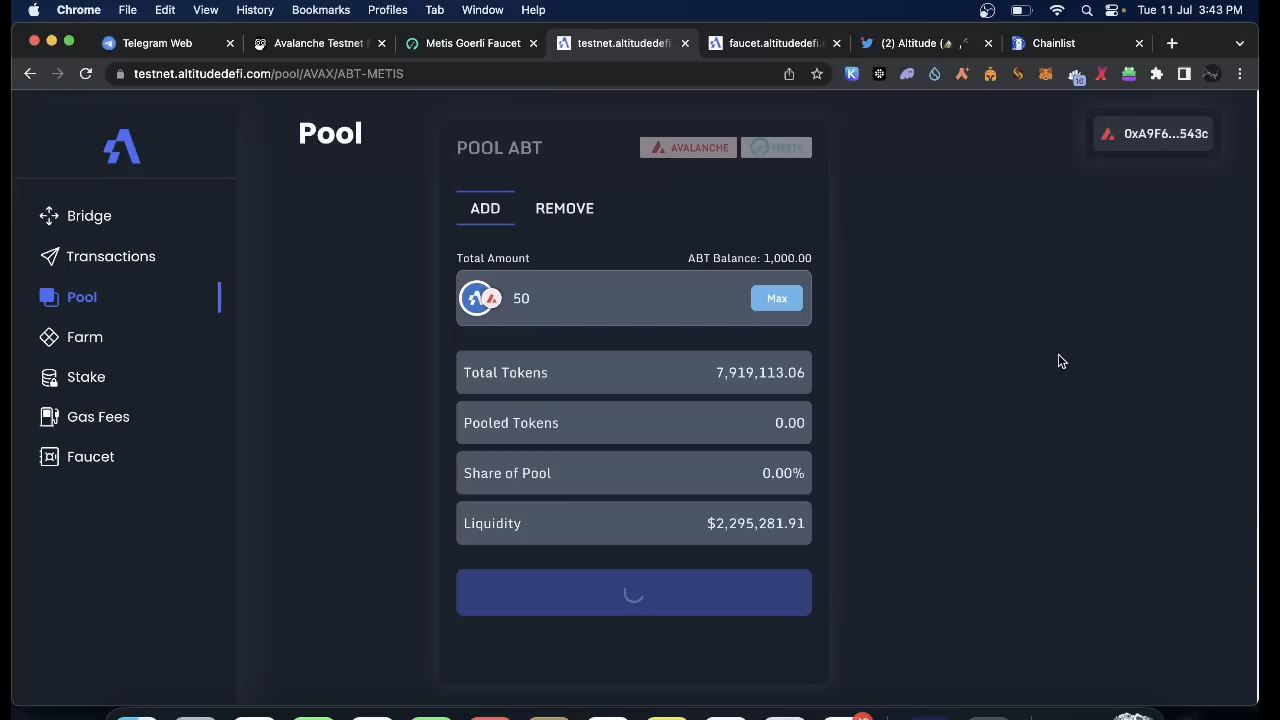 Chrome File Edit View History Bookmarks Profiles Tab Window Help Tue 11 Jul 3:43 PM
Telegram Web Avalanche Testnet Metis Goerli Faucet testnet.altitudedefi faucet.altitudedefi. (2) Altitude Chainlist
testnet.altitudedefi.com/pool/AVAX/ABT-METIS
16
Pool
0xA9F6...543c
Bridge
Transactions
Pool
Farm
Stake
Gas Fees
Faucet
POOL ABT AVALANCHE METIS
ADD REMOVE
Total Amount ABT Balance: 1,000.00
50 Max
Total Tokens 7,919,113.06
Pooled Tokens 0.00
Share of Pool 0.00%
Liquidity $2,295,281.91